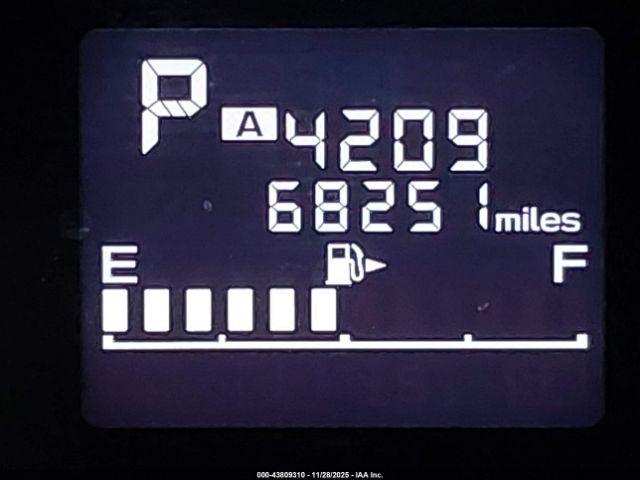 P A 4209
68251 miles
E F
000-43809310 - 11/28/2025 - IAA Inc.